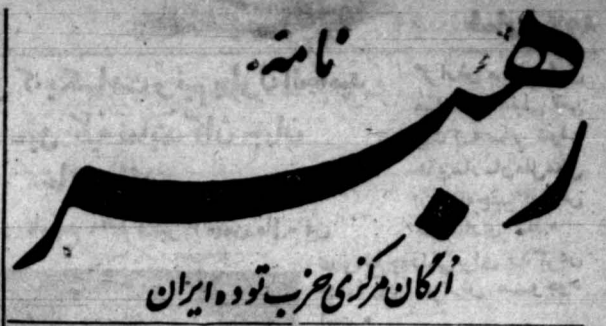 نامه
رهبر
ارگان مرکزی حزب توده ایران